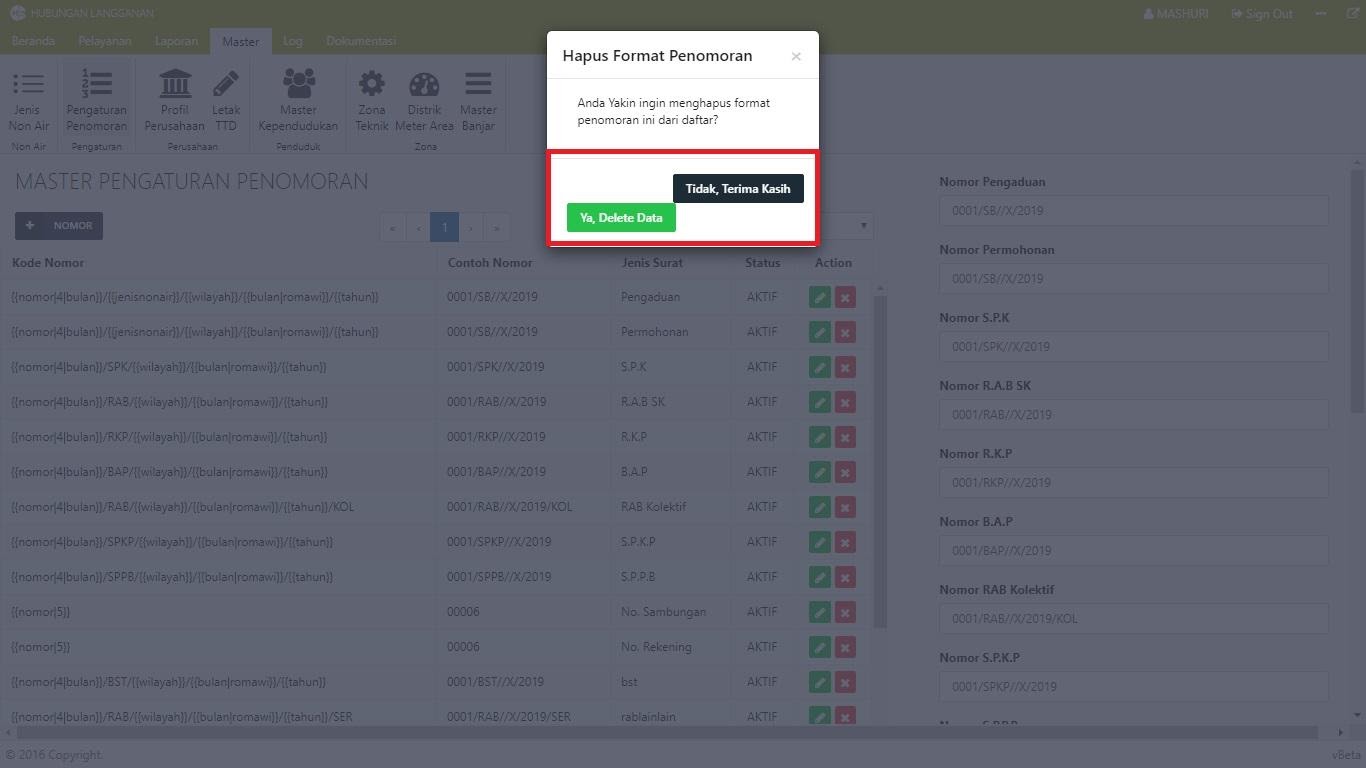 HUBUNGAN LANGGANAN
MASHURI Sign Out
Beranda Pelayanan Laporan Master Log Dokumentasi
Jenis Non Air
Pengaturan Penomoran
Profil Perusahaan
Letak TTD
Master Kependudukan
Zona Teknik
Distrik Meter Area
Master Banjar
Non Air Pengaturan Perusahaan Penduduk Zona
Hapus Format Penomoran ×
Anda Yakin ingin menghapus format
penomoran ini dari daftar?
Tidak, Terima Kasih
Ya, Delete Data
MASTER PENGATURAN PENOMORAN
+ NOMOR
« ‹ 1 › »
Kode Nomor Contoh Nomor Jenis Surat Status Action
{{nomor|4|bulan}}/{{jenisnonair}}/{{wilayah}}/{{bulan|romawi}}/{{tahun}} 0001/SB//X/2019 Pengaduan AKTIF
{{nomor|4|bulan}}/{{jenisnonair}}/{{wilayah}}/{{bulan|romawi}}/{{tahun}} 0001/SB//X/2019 Permohonan AKTIF
{{nomor|4|bulan}}/SPK/{{wilayah}}/{{bulan|romawi}}/{{tahun}} 0001/SPK//X/2019 S.P.K AKTIF
{{nomor|4|bulan}}/RAB/{{wilayah}}/{{bulan|romawi}}/{{tahun}} 0001/RAB//X/2019 R.A.B SK AKTIF
{{nomor|4|bulan}}/RKP/{{wilayah}}/{{bulan|romawi}}/{{tahun}} 0001/RKP//X/2019 R.K.P AKTIF
{{nomor|4|bulan}}/BAP/{{wilayah}}/{{bulan|romawi}}/{{tahun}} 0001/BAP//X/2019 B.A.P AKTIF
{{nomor|4|bulan}}/RAB/{{wilayah}}/{{bulan|romawi}}/{{tahun}}/KOL 0001/RAB//X/2019/KOL RAB Kolektif AKTIF
{{nomor|4|bulan}}/SPKP/{{wilayah}}/{{bulan|romawi}}/{{tahun}} 0001/SPKP//X/2019 S.P.K.P AKTIF
{{nomor|4|bulan}}/SPPB/{{wilayah}}/{{bulan|romawi}}/{{tahun}} 0001/SPPB//X/2019 S.P.P.B AKTIF
{{nomor|5}} 00006 No. Sambungan AKTIF
{{nomor|5}} 00006 No. Rekening AKTIF
{{nomor|4|bulan}}/BST/{{wilayah}}/{{bulan|romawi}}/{{tahun}} 0001/BST//X/2019 bst AKTIF
{{nomor|4|bulan}}/RAB/{{wilayah}}/{{bulan|romawi}}/{{tahun}}/SER 0001/RAB//X/2019/SER rablainlain AKTIF
Nomor Pengaduan
0001/SB//X/2019
Nomor Permohonan
0001/SB//X/2019
Nomor S.P.K
0001/SPK//X/2019
Nomor R.A.B SK
0001/RAB//X/2019
Nomor R.K.P
0001/RKP//X/2019
Nomor B.A.P
0001/BAP//X/2019
Nomor RAB Kolektif
0001/RAB//X/2019/KOL
Nomor S.P.K.P
0001/SPKP//X/2019
© 2016 Copyright. vBeta